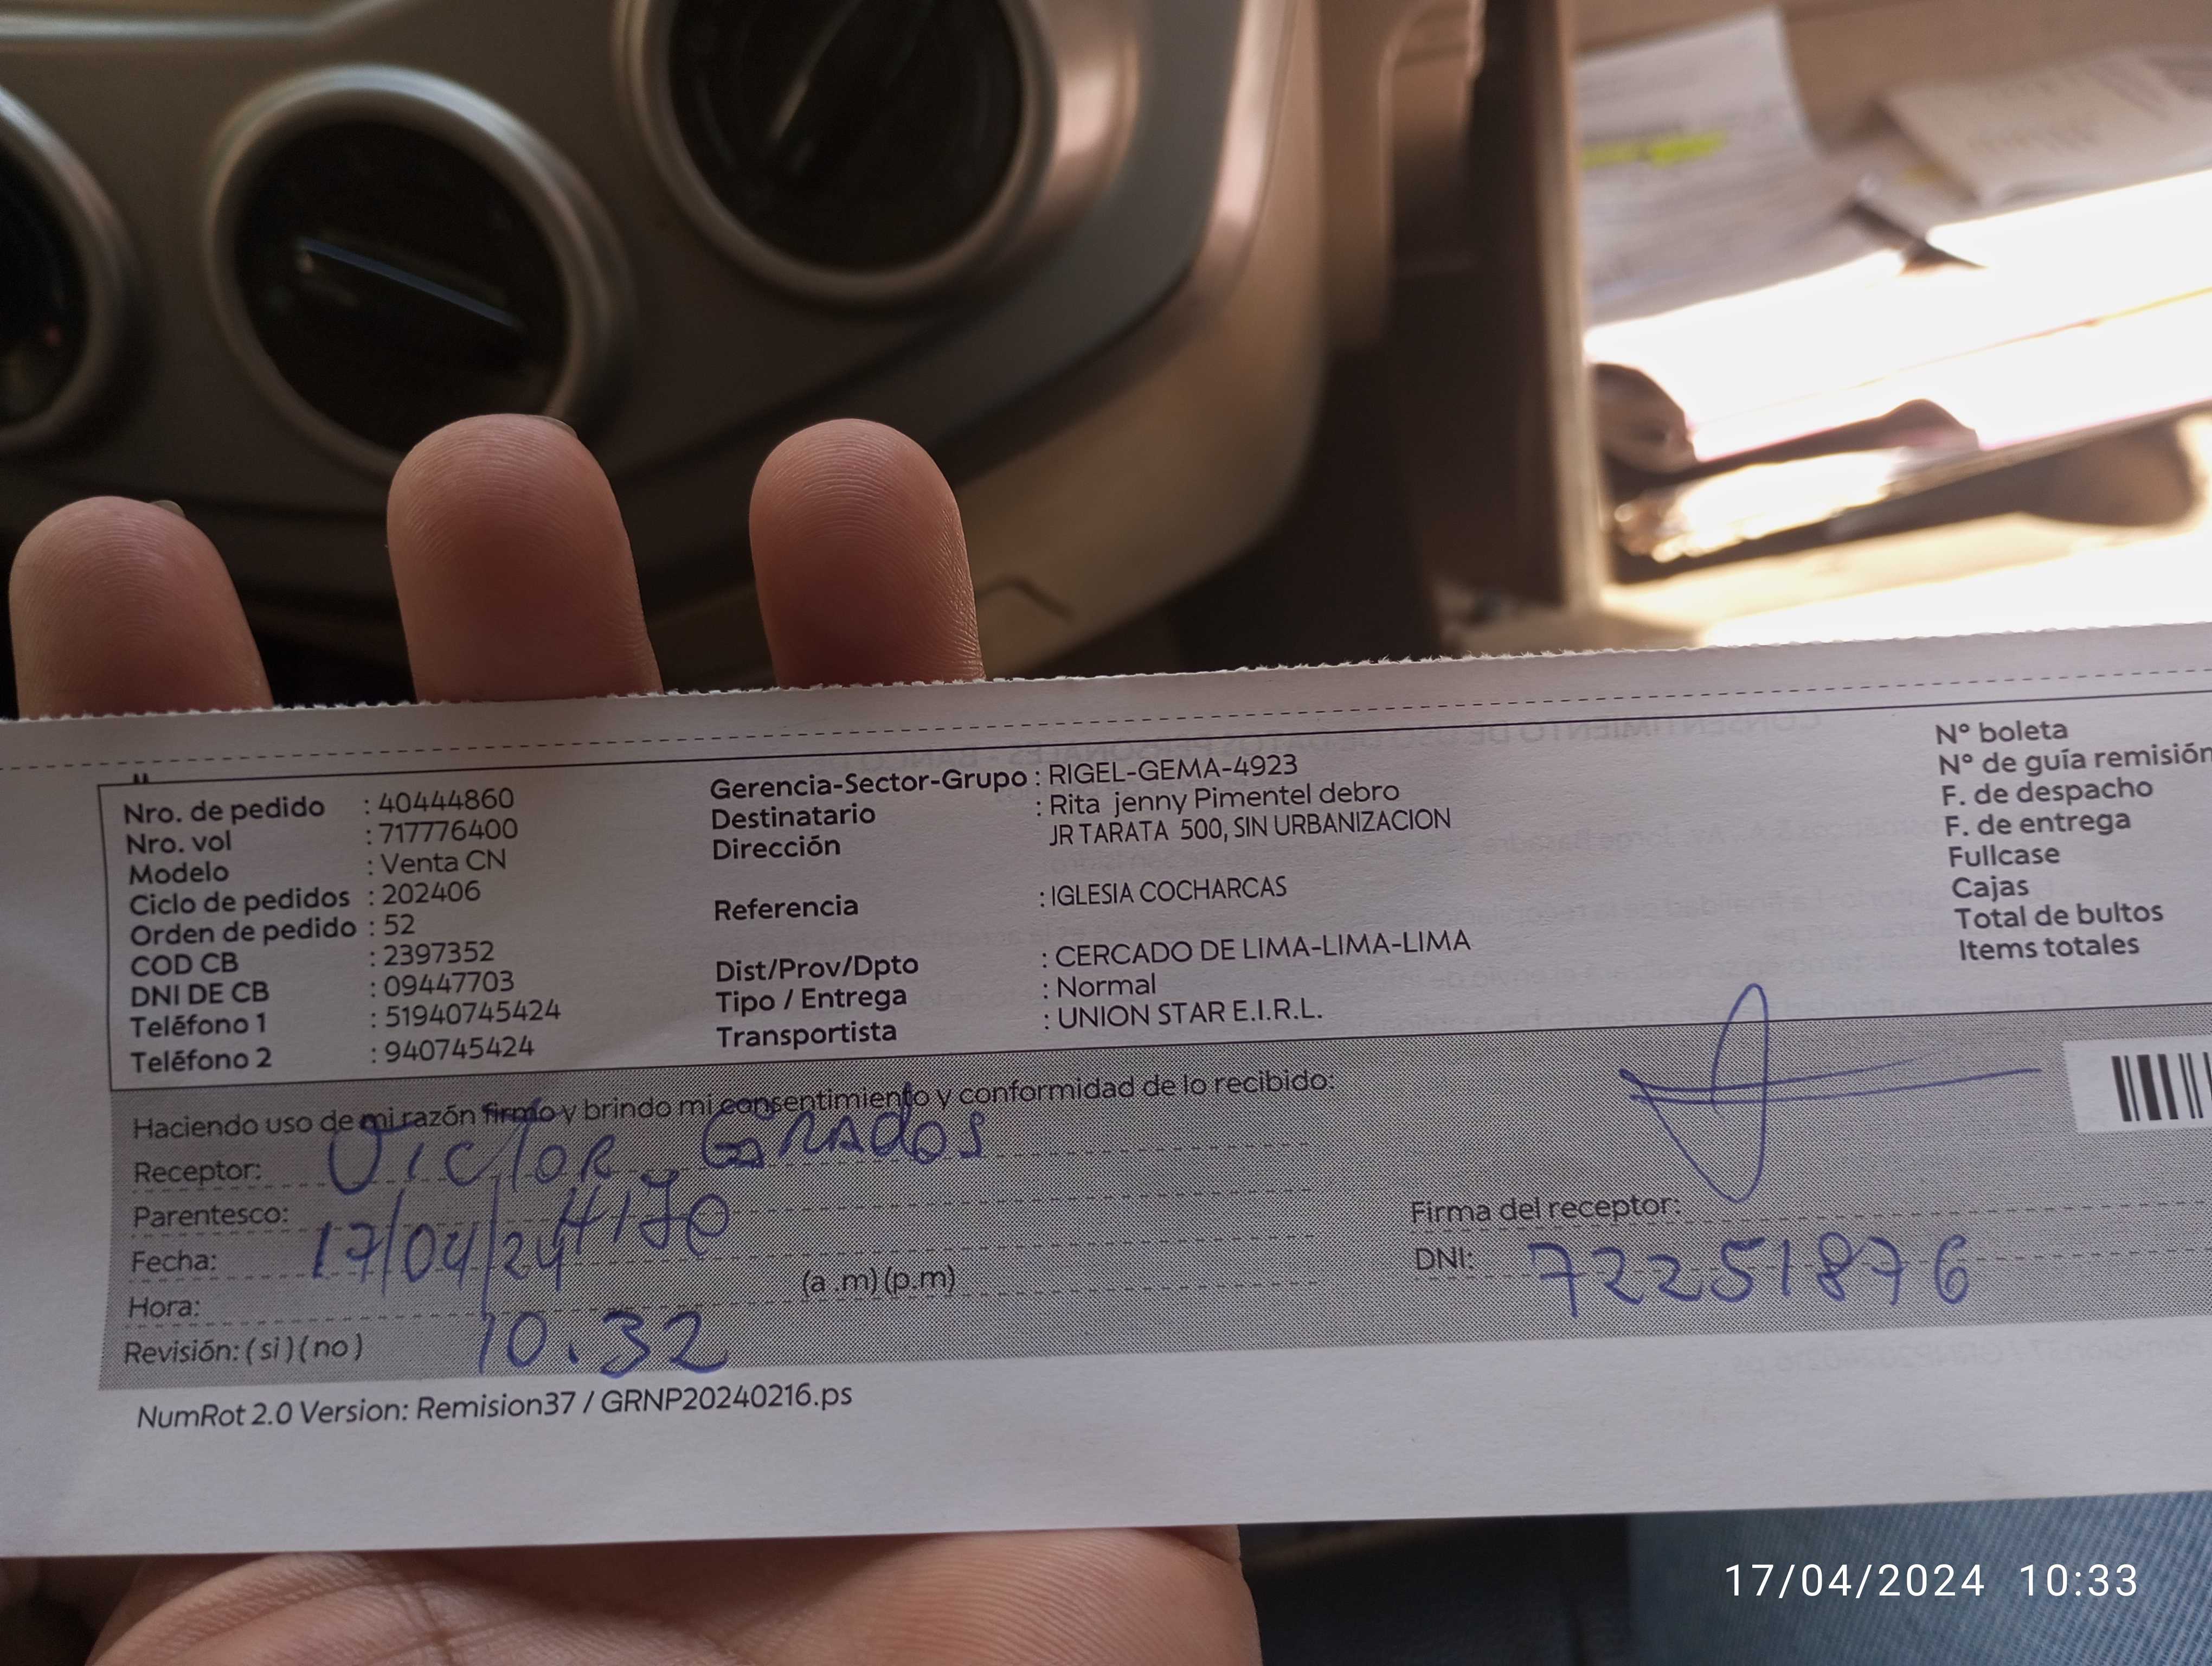 Nro. de pedido : 40444860
Nro. vol : 717776400
Modelo : Venta CN
Ciclo de pedidos : 202406
Orden de pedido : 52
COD CB : 2397352
DNI DE CB : 09447703
Teléfono 1 : 51940745424
Teléfono 2 : 940745424
Gerencia-Sector-Grupo : RIGEL-GEMA-4923
Destinatario : Rita jenny Pimentel debro
Dirección JR TARATA 500, SIN URBANIZACION
Referencia : IGLESIA COCHARCAS
Dist/Prov/Dpto : CERCADO DE LIMA-LIMA-LIMA
Tipo / Entrega : Normal
Transportista : UNION STAR E.I.R.L.
N° boleta
N° de guía remisión
F. de despacho
F. de entrega
Fullcase
Cajas
Total de bultos
Items totales
Haciendo uso de mi razón firmo y brindo mi consentimiento y conformidad de lo recibido:
Receptor: VICTOR GRADOS
Parentesco: HIJO
Fecha: 17/04/24
Hora: (a.m) (p.m)
10.32
Revisión: ( si ) ( no )
Firma del receptor:
DNI: 72251876
NumRot 2.0 Version: Remision37 / GRNP20240216.ps
17/04/2024 10:33